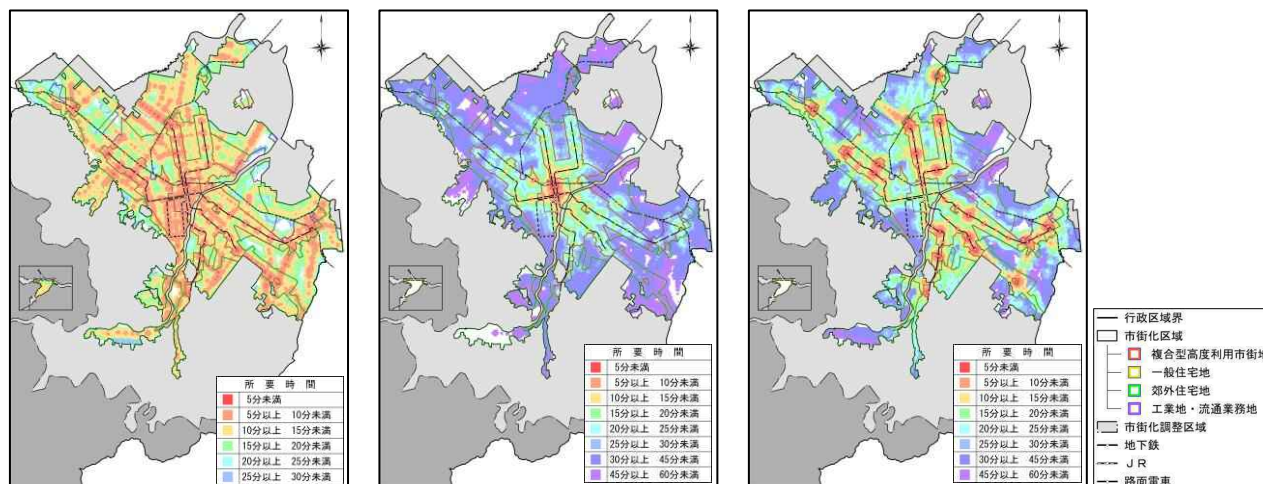 所要時間
5分未満
5分以上 10分未満
10分以上 15分未満
15分以上 20分未満
20分以上 25分未満
25分以上 30分未満
所要時間
5分未満
5分以上 10分未満
10分以上 15分未満
15分以上 20分未満
20分以上 25分未満
25分以上 30分未満
30分以上 45分未満
45分以上 60分未満
所要時間
5分未満
5分以上 10分未満
10分以上 15分未満
15分以上 20分未満
20分以上 25分未満
25分以上 30分未満
30分以上 45分未満
45分以上 60分未満
行政区域界
市街化区域
複合型高度利用市街地
一般住宅地
郊外住宅地
工業地・流通業務地
市街化調整区域
地下鉄
JR
路面電車